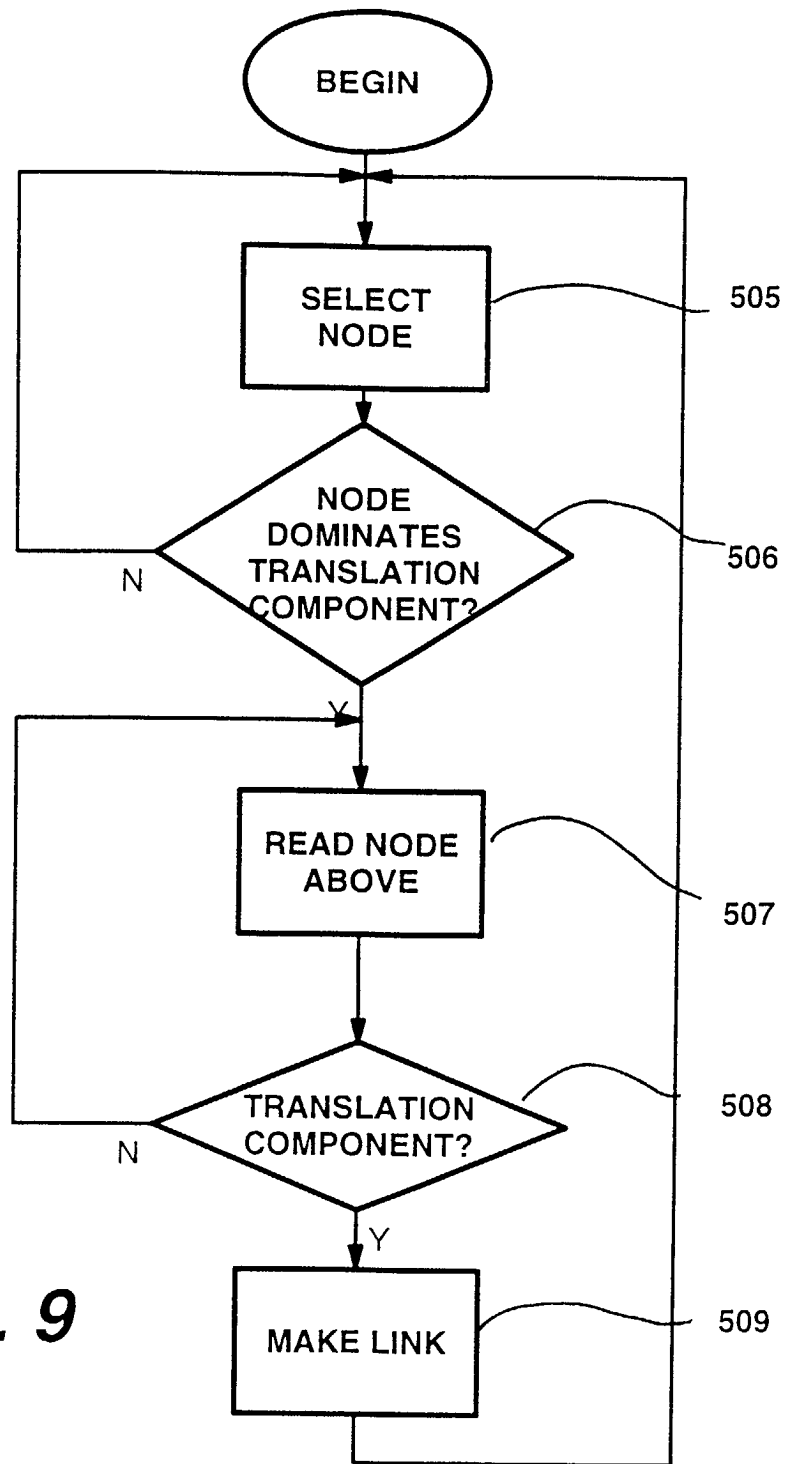 BEGIN
SELECT
NODE
505
NODE
DOMINATES
TRANSLATION
COMPONENT?
506
N
Y
READ NODE
ABOVE
507
TRANSLATION
COMPONENT?
508
N
Y
MAKE LINK
509
. 9